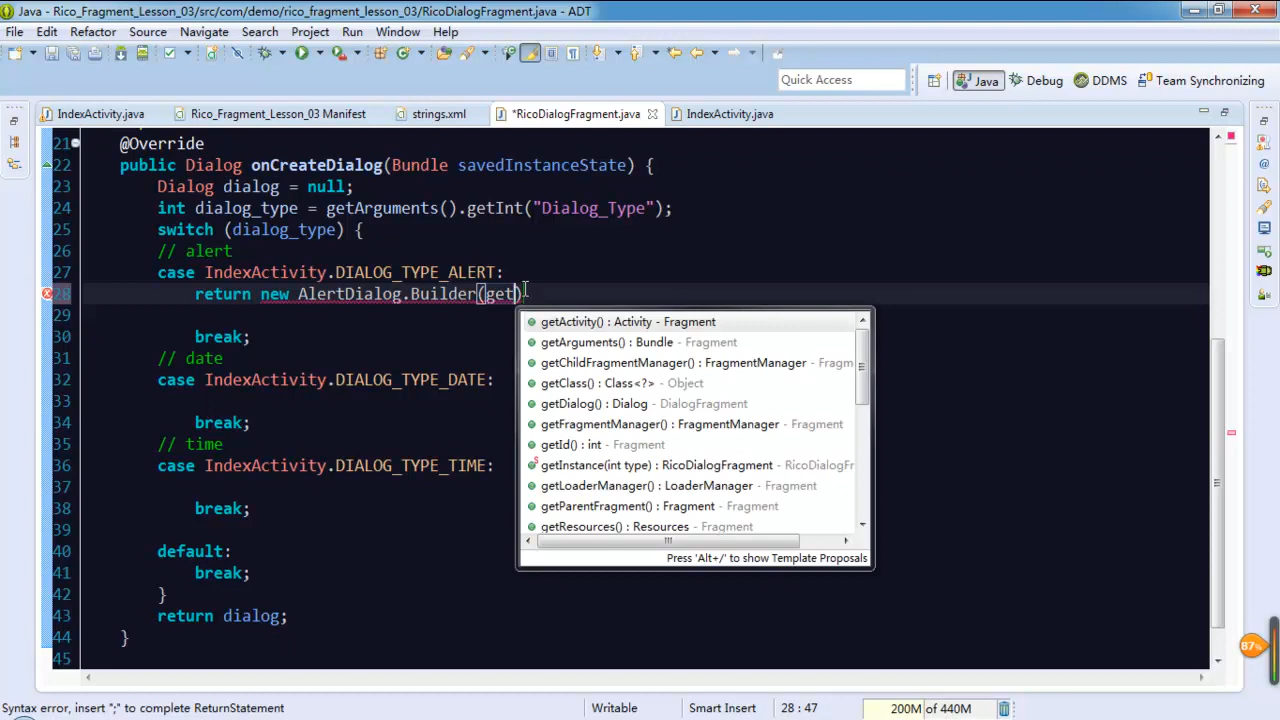 Java - Rico_Fragment_Lesson_03/src/com/demo/rico_fragment_lesson_03/RicoDialogFragment.java - ADT
File Edit Refactor Source Navigate Search Project Run Window Help
Quick Access Java Debug DDMS Team Synchronizing
IndexActivity.java Rico_Fragment_Lesson_03 Manifest strings.xml *RicoDialogFragment.java IndexActivity.java
21 @Override
22 public Dialog onCreateDialog(Bundle savedInstanceState) {
23 Dialog dialog = null;
24 int dialog_type = getArguments().getInt("Dialog_Type");
25 switch (dialog_type) {
26 // alert
27 case IndexActivity.DIALOG_TYPE_ALERT:
28 return new AlertDialog.Builder(get)
29
30 break;
31 // date
32 case IndexActivity.DIALOG_TYPE_DATE:
33
34 break;
35 // time
36 case IndexActivity.DIALOG_TYPE_TIME:
37
38 break;
39
40 default:
41 break;
42 }
43 return dialog;
44 }
45
getActivity() : Activity - Fragment
getArguments() : Bundle - Fragment
getChildFragmentManager() : FragmentManager - Fragm
getClass() : Class<?> - Object
getDialog() : Dialog - DialogFragment
getFragmentManager() : FragmentManager - Fragment
getId() : int - Fragment
getInstance(int type) : RicoDialogFragment - RicoDialogFr
getLoaderManager() : LoaderManager - Fragment
getParentFragment() : Fragment - Fragment
getResources() : Resources - Fragment
Press 'Alt+/' to show Template Proposals
87%
Syntax error, insert ";" to complete ReturnStatement Writable Smart Insert 28 : 47 200M of 440M